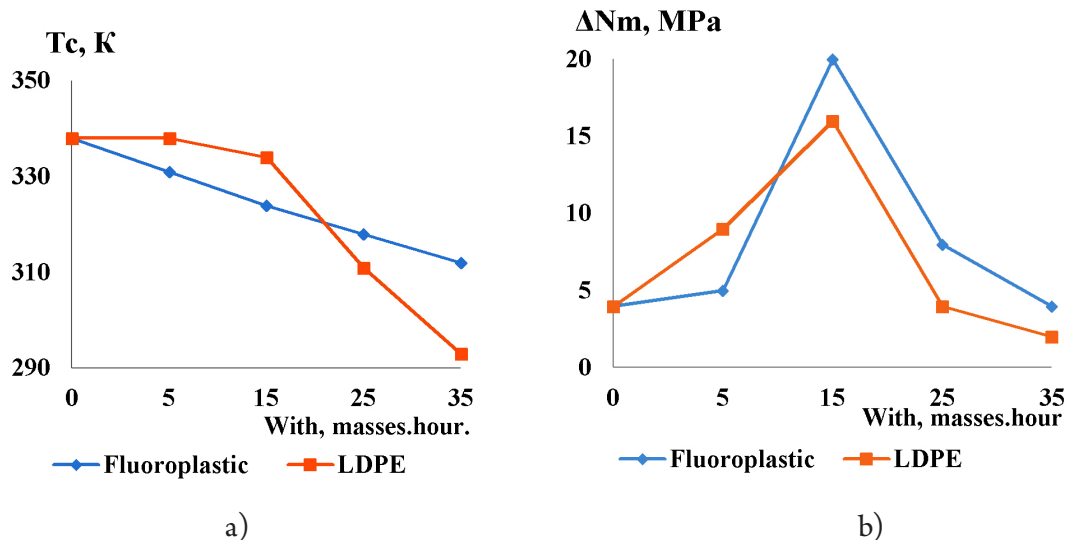 Tc, K
350
330
310
290
0 5 15 25 35
With, masses.hour.
Fluoroplastic LDPE
a)
ΔNm, MPa
20
15
10
5
0
0 5 15 25 35
With, masses.hour
Fluoroplastic LDPE
b)